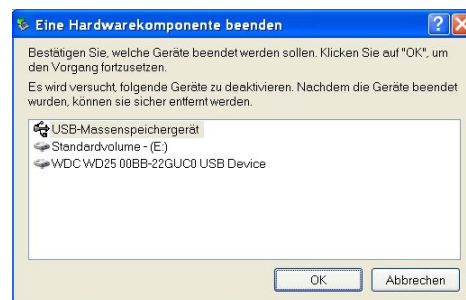 Eine Hardwarekomponente beenden
Bestätigen Sie, welche Geräte beendet werden sollen. Klicken Sie auf "OK", um
den Vorgang fortzusetzen.
Es wird versucht, folgende Geräte zu deaktivieren. Nachdem die Geräte beendet
wurden, können sie sicher entfernt werden.
USB-Massenspeichergerät
Standardvolume - (E:)
WDC WD25 00BB-22GUC0 USB Device
OK Abbrechen